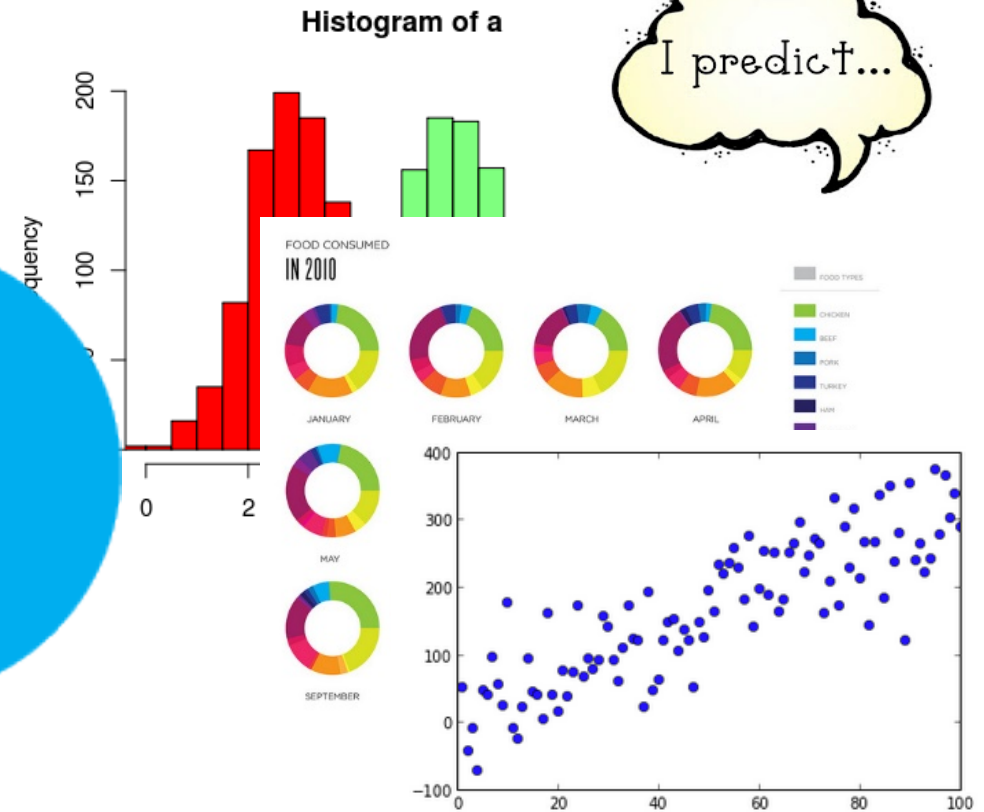 Histogram of a
I predict...
200
150
100
quency
0
2
FOOD CONSUMED
IN 2010
FOOD TYPES
CHICKEN
BEEF
PORK
TURKEY
HAM
JANUARY
FEBRUARY
MARCH
APRIL
MAY
SEPTEMBER
400
300
200
100
0
−100
0
20
40
60
80
100